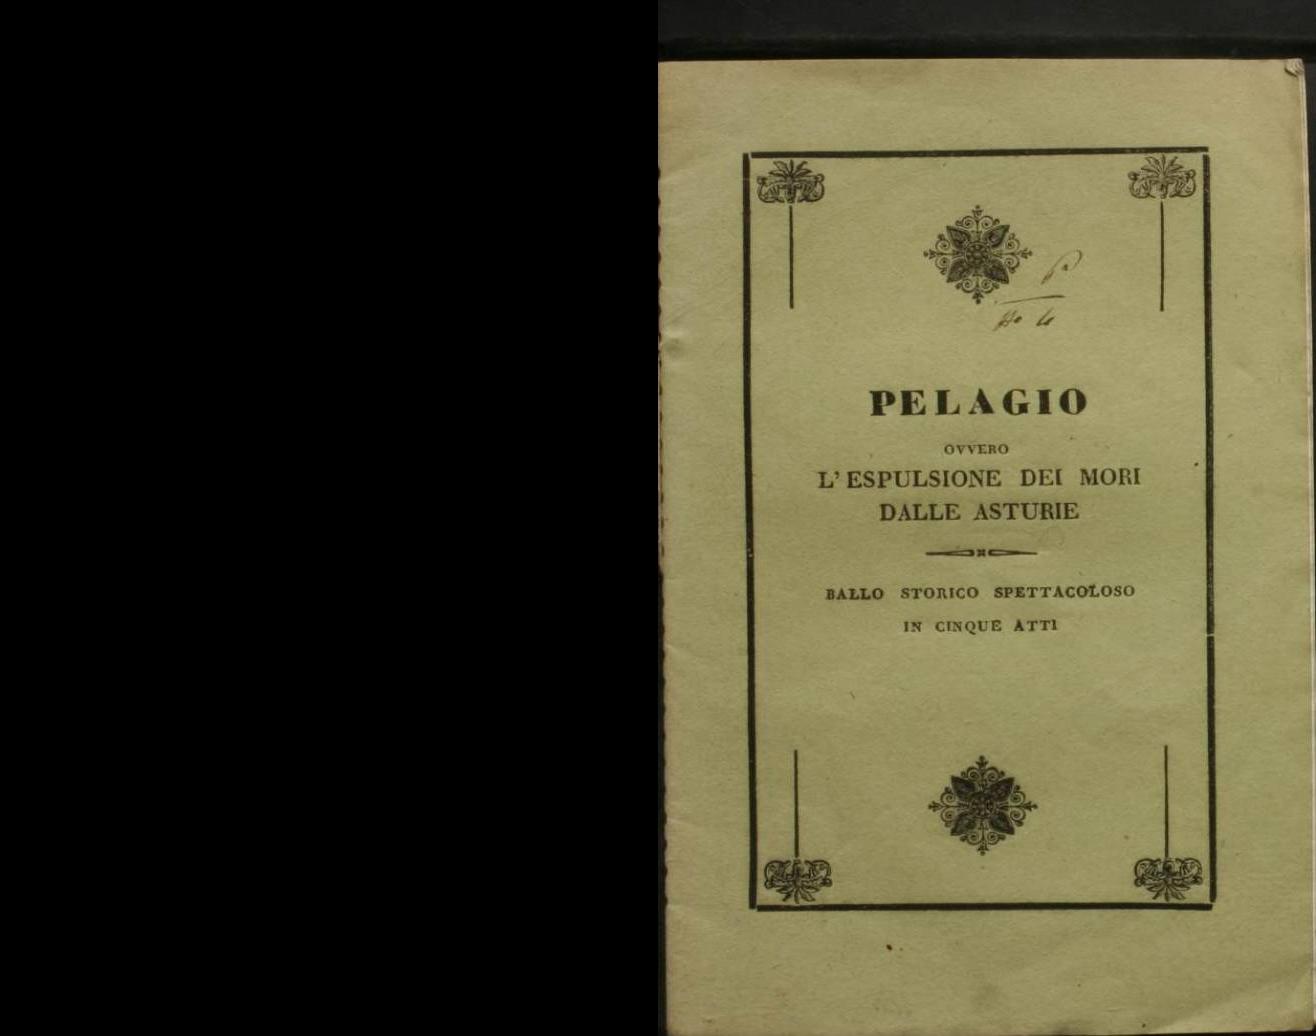 PELAGIO
OVVERO
L' ESPULSIONE DEI MORI
DALLE ASTURIE
BALLO STORICO SPETTACOLOSO
IN CINQUE ATTI